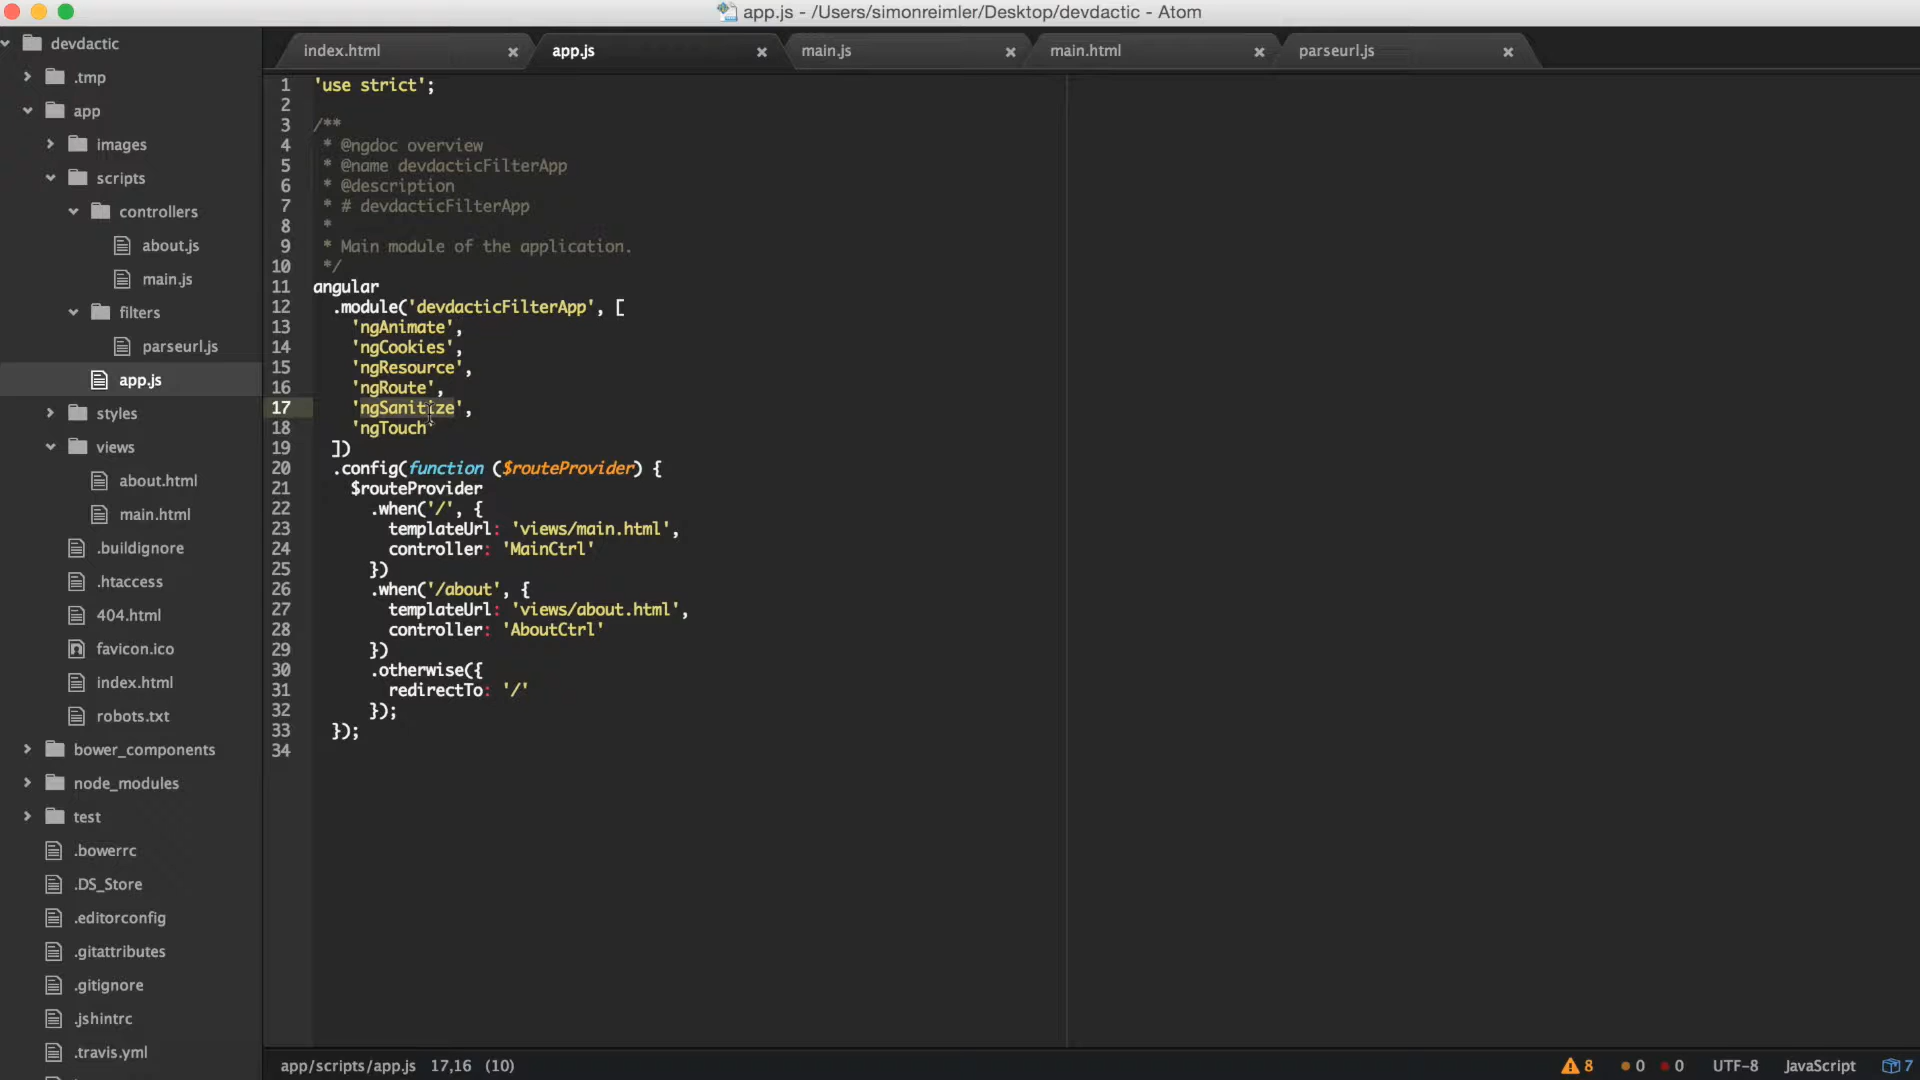 app.js - /Users/simonreimler/Desktop/devdactic - Atom
devdactic
.tmp
app
images
scripts
controllers
about.js
main.js
filters
parseurl.js
app.js
styles
views
about.html
main.html
.buildignore
.htaccess
404.html
favicon.ico
index.html
robots.txt
bower_components
node_modules
test
.bowerrc
.DS_Store
.editorconfig
.gitattributes
.gitignore
.jshintrc
.travis.yml
index.html app.js main.js main.html parseurl.js
1 'use strict';
2
3 /**
4 * @ngdoc overview
5 * @name devdacticFilterApp
6 * @description
7 * # devdacticFilterApp
8 *
9 * Main module of the application.
10 */
11 angular
12 .module('devdacticFilterApp', [
13 'ngAnimate',
14 'ngCookies',
15 'ngResource',
16 'ngRoute',
17 'ngSanitize',
18 'ngTouch'
19 ])
20 .config(function ($routeProvider) {
21 $routeProvider
22 .when('/', {
23 templateUrl: 'views/main.html',
24 controller: 'MainCtrl'
25 })
26 .when('/about', {
27 templateUrl: 'views/about.html',
28 controller: 'AboutCtrl'
29 })
30 .otherwise({
31 redirectTo: '/'
32 });
33 });
34
app/scripts/app.js 17,16 (10) 8 0 0 UTF-8 JavaScript 7